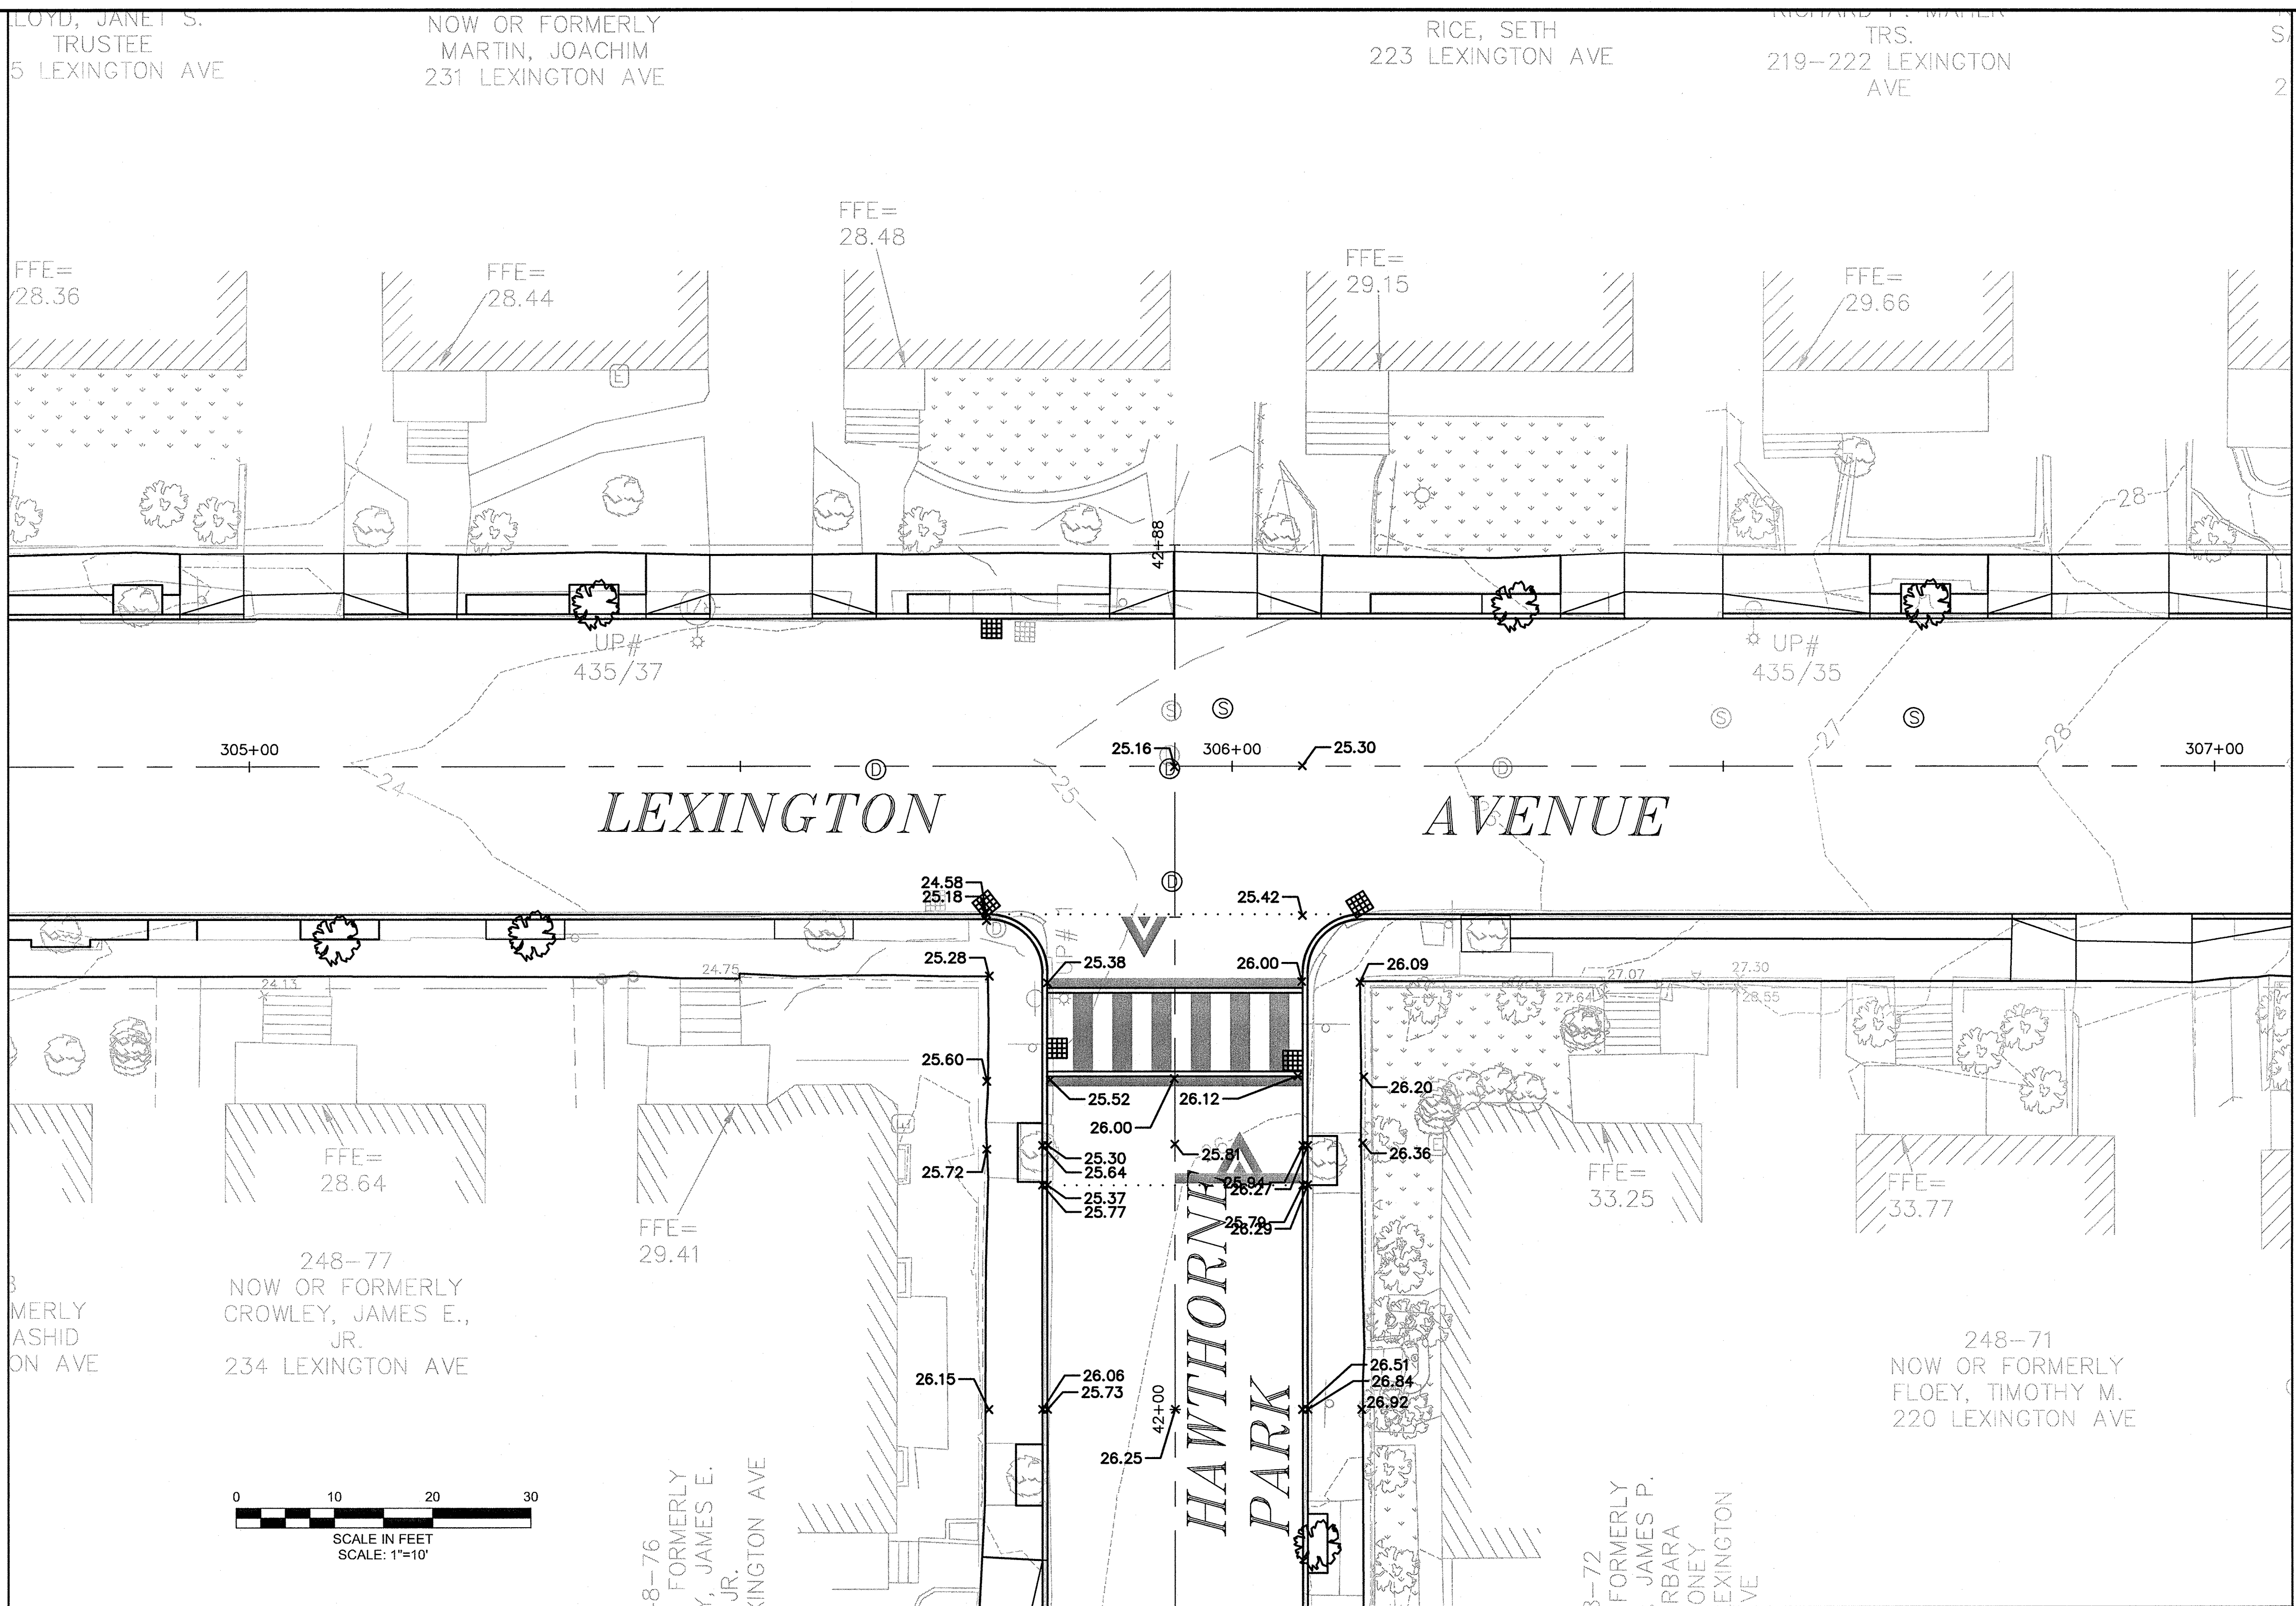 TRUSTEE
5 LEXINGTON AVE
NOW OR FORMERLY
MARTIN, JOACHIM
231 LEXINGTON AVE
RICE, SETH
223 LEXINGTON AVE
TRS.
219-222 LEXINGTON
AVE
FFE=
28.36
FFE=
28.44
FFE=
28.48
FFE=
29.15
FFE=
29.66
E
28
42+88
UP#
435/37
UP#
435/35
S
S
S
S
305+00
25.16
306+00
25.30
307+00
D
D
D
24
25
27
28
LEXINGTON
AVENUE
D
24.58
25.18
25.42
D
UP# 1
25.28
25.38
26.00
26.09
24.13
24.75
27.07
27.30
27.64
28.55
25.60
25.52
26.12
26.20
26.00
E
E
25.72
25.30
25.64
25.81
25.94
26.27
26.36
25.37
25.77
25.79
26.29
FFE=
28.64
FFE=
29.41
FFE=
33.25
FFE=
33.77
248-77
NOW OR FORMERLY
CROWLEY, JAMES E.,
JR.
234 LEXINGTON AVE
MERLY
ASHID
ON AVE
248-71
NOW OR FORMERLY
FLOEY, TIMOTHY M.
220 LEXINGTON AVE
26.15
26.06
25.73
26.51
26.84
26.92
42+00
26.25
HAWTHORNE
PARK
0 10 20 30
SCALE IN FEET
SCALE: 1"=10'
8-76
FORMERLY
, JAMES E.
JR.
XINGTON AVE
-72
FORMERLY
JAMES P.
RBARA
ONEY
EXINGTON
VE